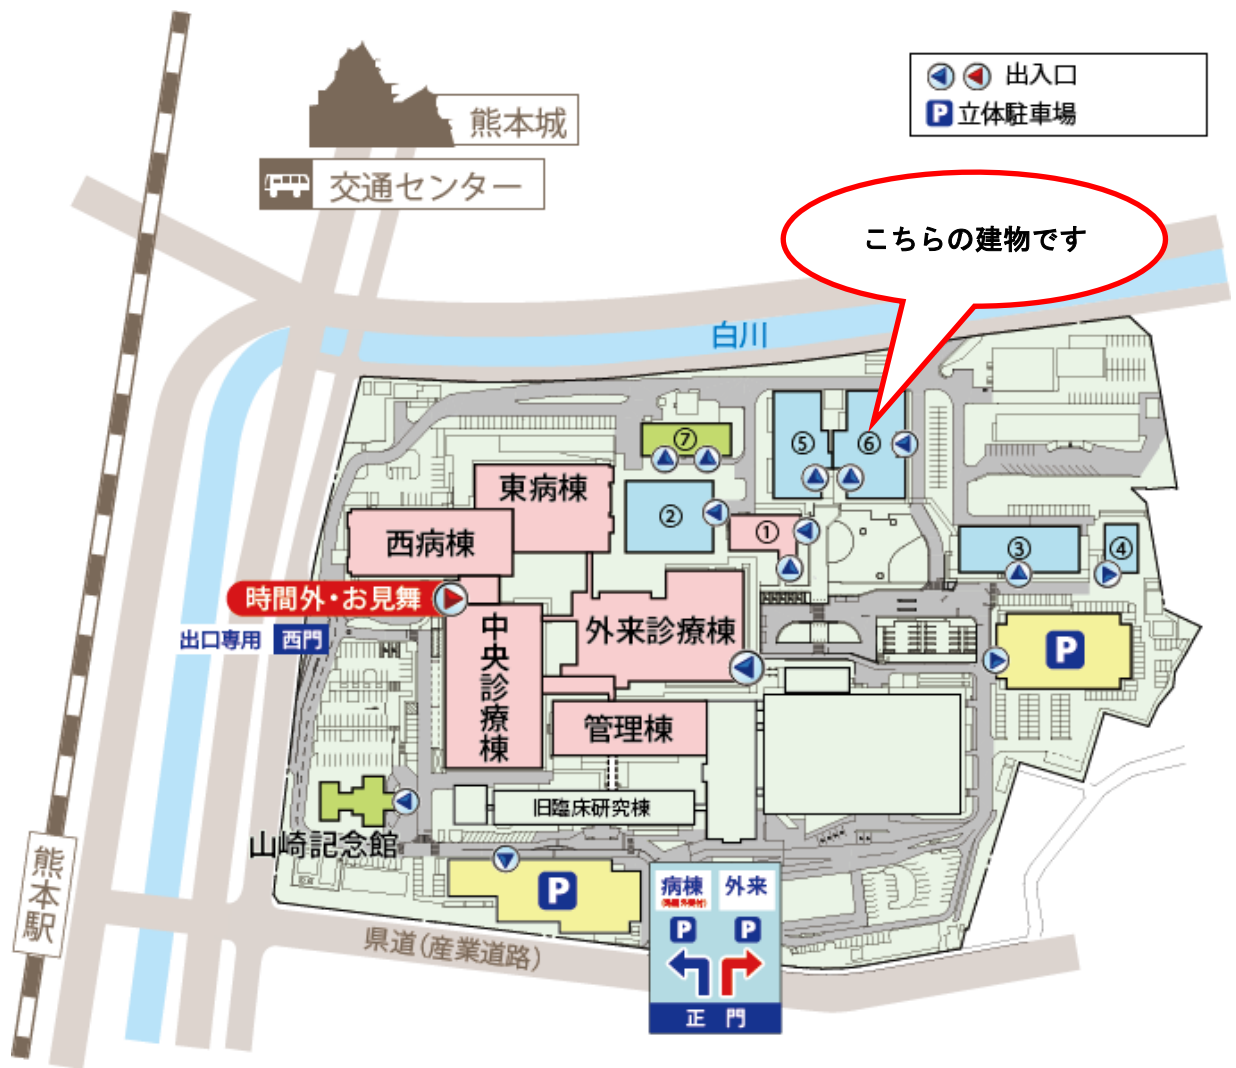 熊本城
交通センター
出入口
P 立体駐車場
こちらの建物です
白川
⑦
⑤
⑥
東病棟
②
①
西病棟
③
④
時間外・お見舞
出口専用 西門
外来診療棟
中央診療棟
P
管理棟
旧臨床研究棟
山崎記念館
熊本駅
P
県道(産業道路)
病棟 外来
P P
正門